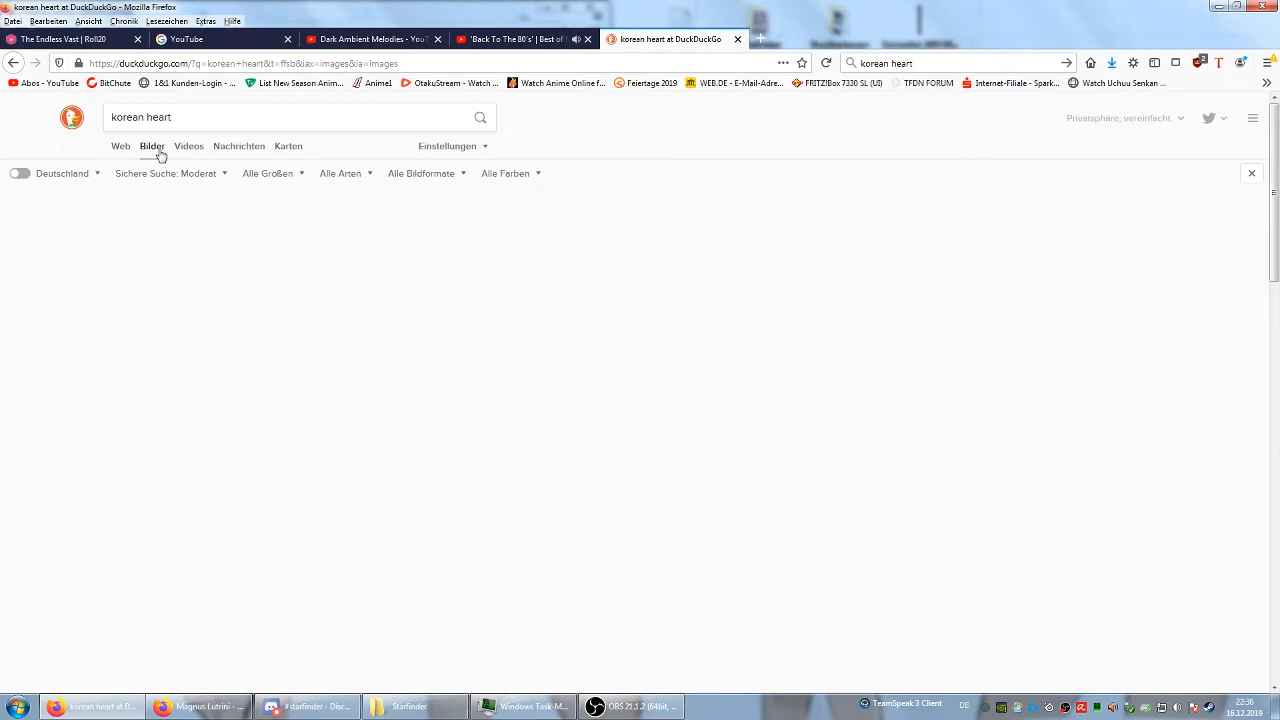 korean heart at DuckDuckGo - Mozilla Firefox
Datei Bearbeiten Ansicht Chronik Lesezeichen Extras Hilfe
The Endless Vast | Roll20
YouTube
Dark Ambient Melodies - YouT
'Back To The 80's' | Best of S
korean heart at DuckDuckGo
https://duckduckgo.com/?q=korean+heart&t=ffsb&iax=images&ia=images
korean heart
2
Abos - YouTube
BitChute
1&1 Kunden-Login - ...
List New Season Anim...
Anime1
OtakuStream - Watch ...
Watch Anime Online f...
Feiertage 2019
WEB.DE - E-Mail-Adre...
FRITZ!Box 7330 SL (UI)
TFDN FORUM
Internet-Filiale - Spark...
Watch Uchuu Senkan ...
korean heart
Privatsphäre, vereinfacht.
Web Bilder Videos Nachrichten Karten Einstellungen
Deutschland Sichere Suche: Moderat Alle Größen Alle Arten Alle Bildformate Alle Farben
korean heart at D...
Magnus Lutrini - ...
#starfinder - Disc...
Starfinder
Windows Task-M...
OBS 21.1.2 (64bit, ...
TeamSpeak 3 Client
DE
22:36
16.12.2019